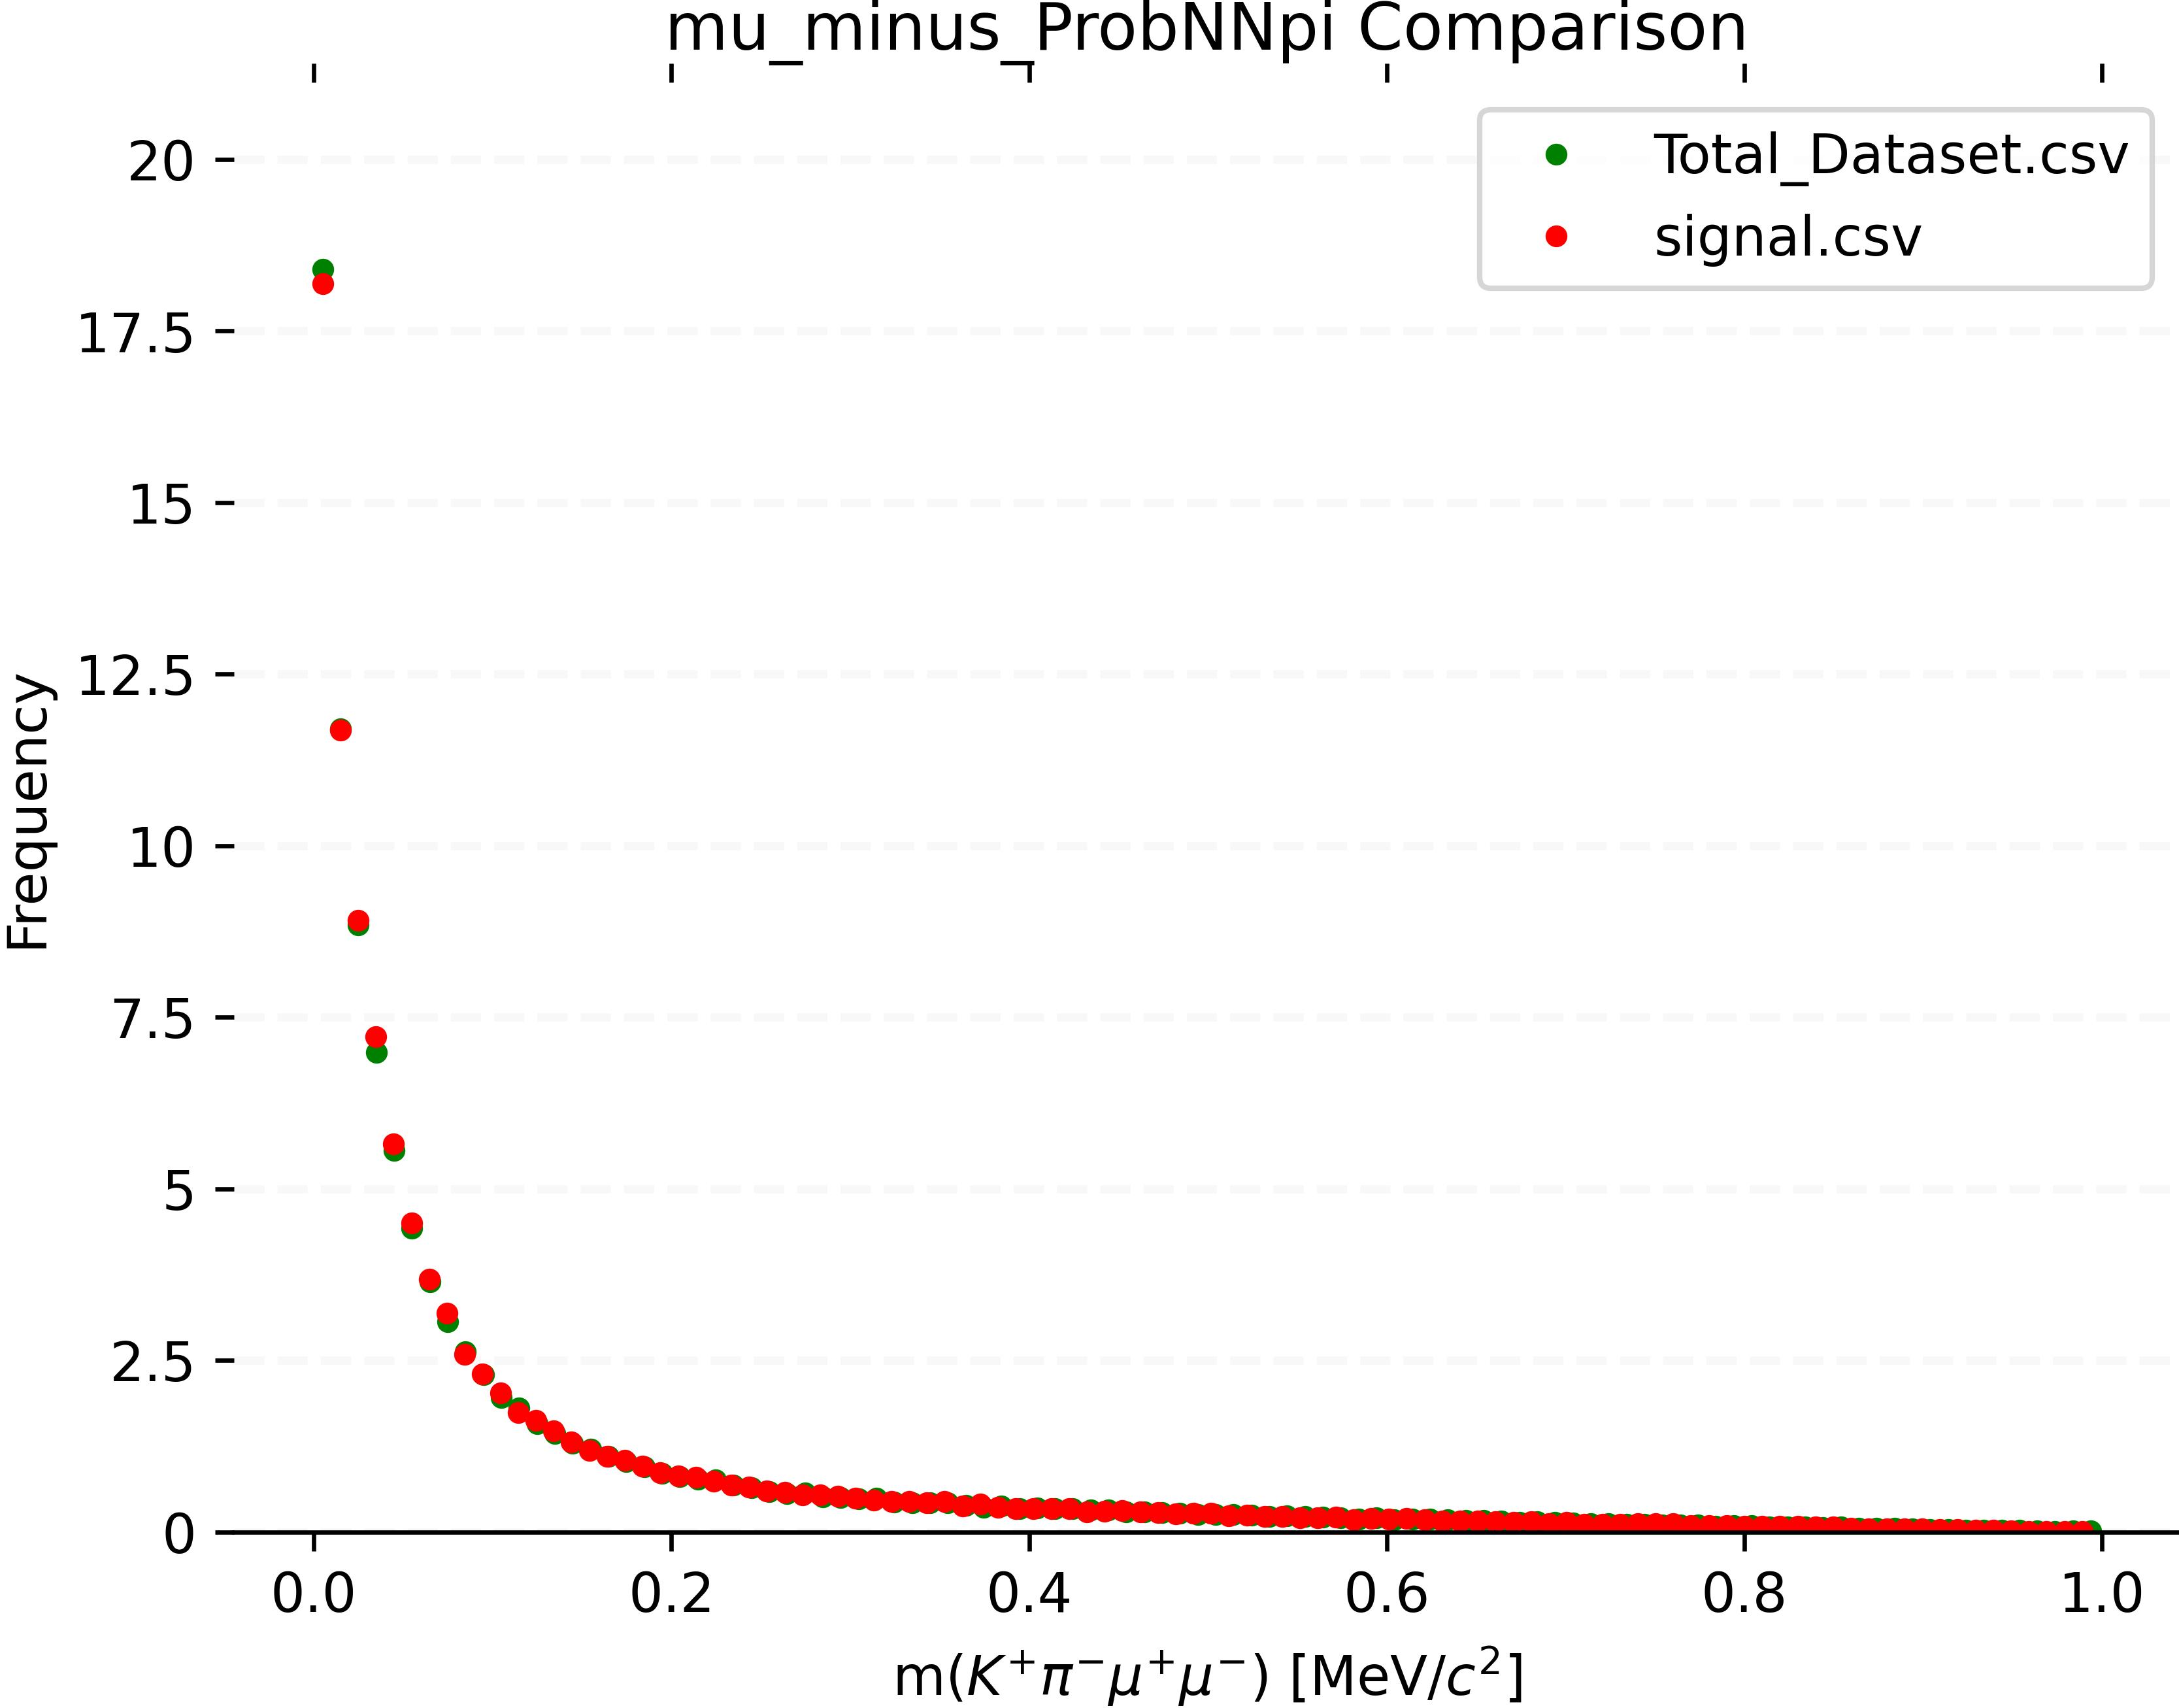 mu_minus_ProbNNpi Comparison
Total_Dataset.csv
signal.csv
Frequency
20
17.5
15
12.5
10
7.5
5
2.5
0
0.0 0.2 0.4 0.6 0.8 1.0
m(K⁺π⁻μ⁺μ⁻) [MeV/c²]